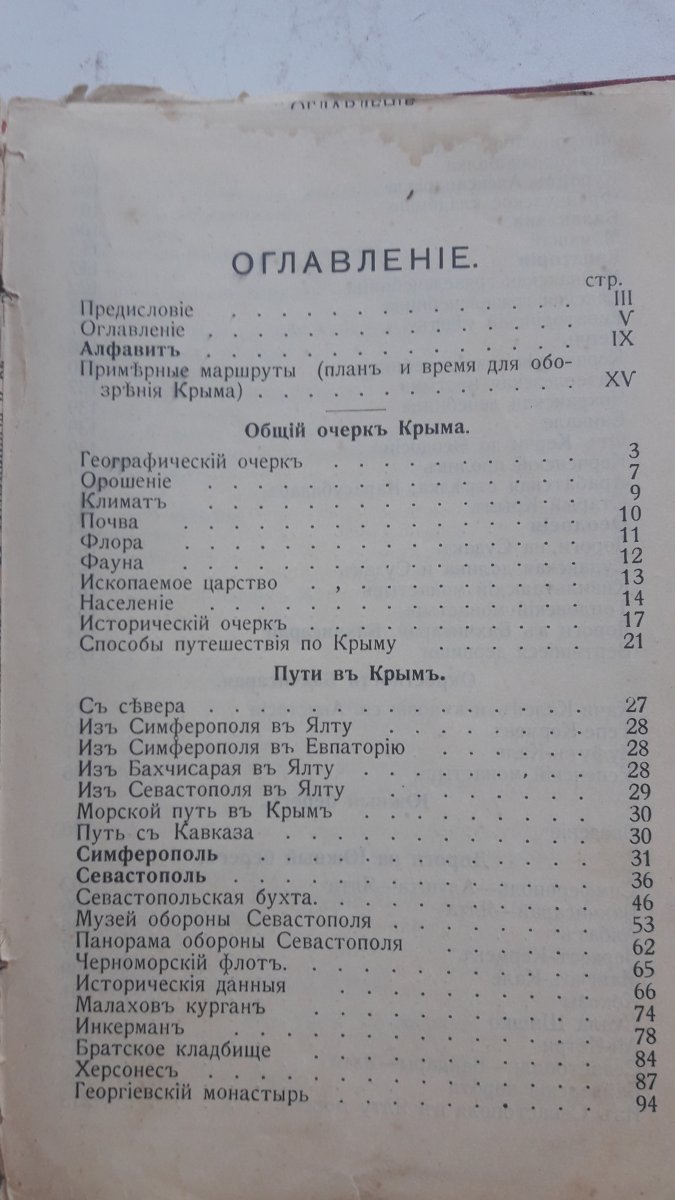 ОГЛАВЛЕНІЕ
ОГЛАВЛЕНІЕ.
стр.
Предисловіе . . . . . . . . . . . . . . III
Оглавленіе . . . . . . . . . . . . . . V
Алфавитъ . . . . . . . . . . . . . . IX
Примѣрные маршруты (планъ и время для обо-
зрѣнія Крыма) . . . . . . . . . . . . XV
Общій очеркъ Крыма.
Географическій очеркъ . . . . . . . . . . 3
Орошеніе . . . . . . . . . . . . . . 7
Климатъ . . . . . . . . . . . . . . 9
Почва . . . . . . . . . . . . . . 10
Флора . . . . . . . . . . . . . . 11
Фауна . . . . . . . . . . . . . . 12
Ископаемое царство . . . . . . . . . . 13
Населеніе . . . . . . . . . . . . . . 14
Историческій очеркъ . . . . . . . . . . 17
Способы путешествія по Крыму . . . . . . . 21
Пути въ Крымъ.
Съ сѣвера . . . . . . . . . . . . . 27
Изъ Симферополя въ Ялту . . . . . . . . 28
Изъ Симферополя въ Евпаторію . . . . . . 28
Изъ Бахчисарая въ Ялту . . . . . . . . 28
Изъ Севастополя въ Ялту . . . . . . . . 29
Морской путь въ Крымъ . . . . . . . . 30
Путь съ Кавказа . . . . . . . . . . . 30
Симферополь . . . . . . . . . . . . 31
Севастополь . . . . . . . . . . . . 36
Севастопольская бухта. . . . . . . . . . 46
Музей обороны Севастополя . . . . . . . . 53
Панорама обороны Севастополя . . . . . . 62
Черноморскій флотъ. . . . . . . . . . . 65
Историческія данныя . . . . . . . . . . 66
Малаховъ курганъ . . . . . . . . . . 74
Инкерманъ . . . . . . . . . . . . . 78
Братское кладбище . . . . . . . . . . 84
Херсонесъ . . . . . . . . . . . . . 87
Георгіевскій монастырь . . . . . . . . . 94